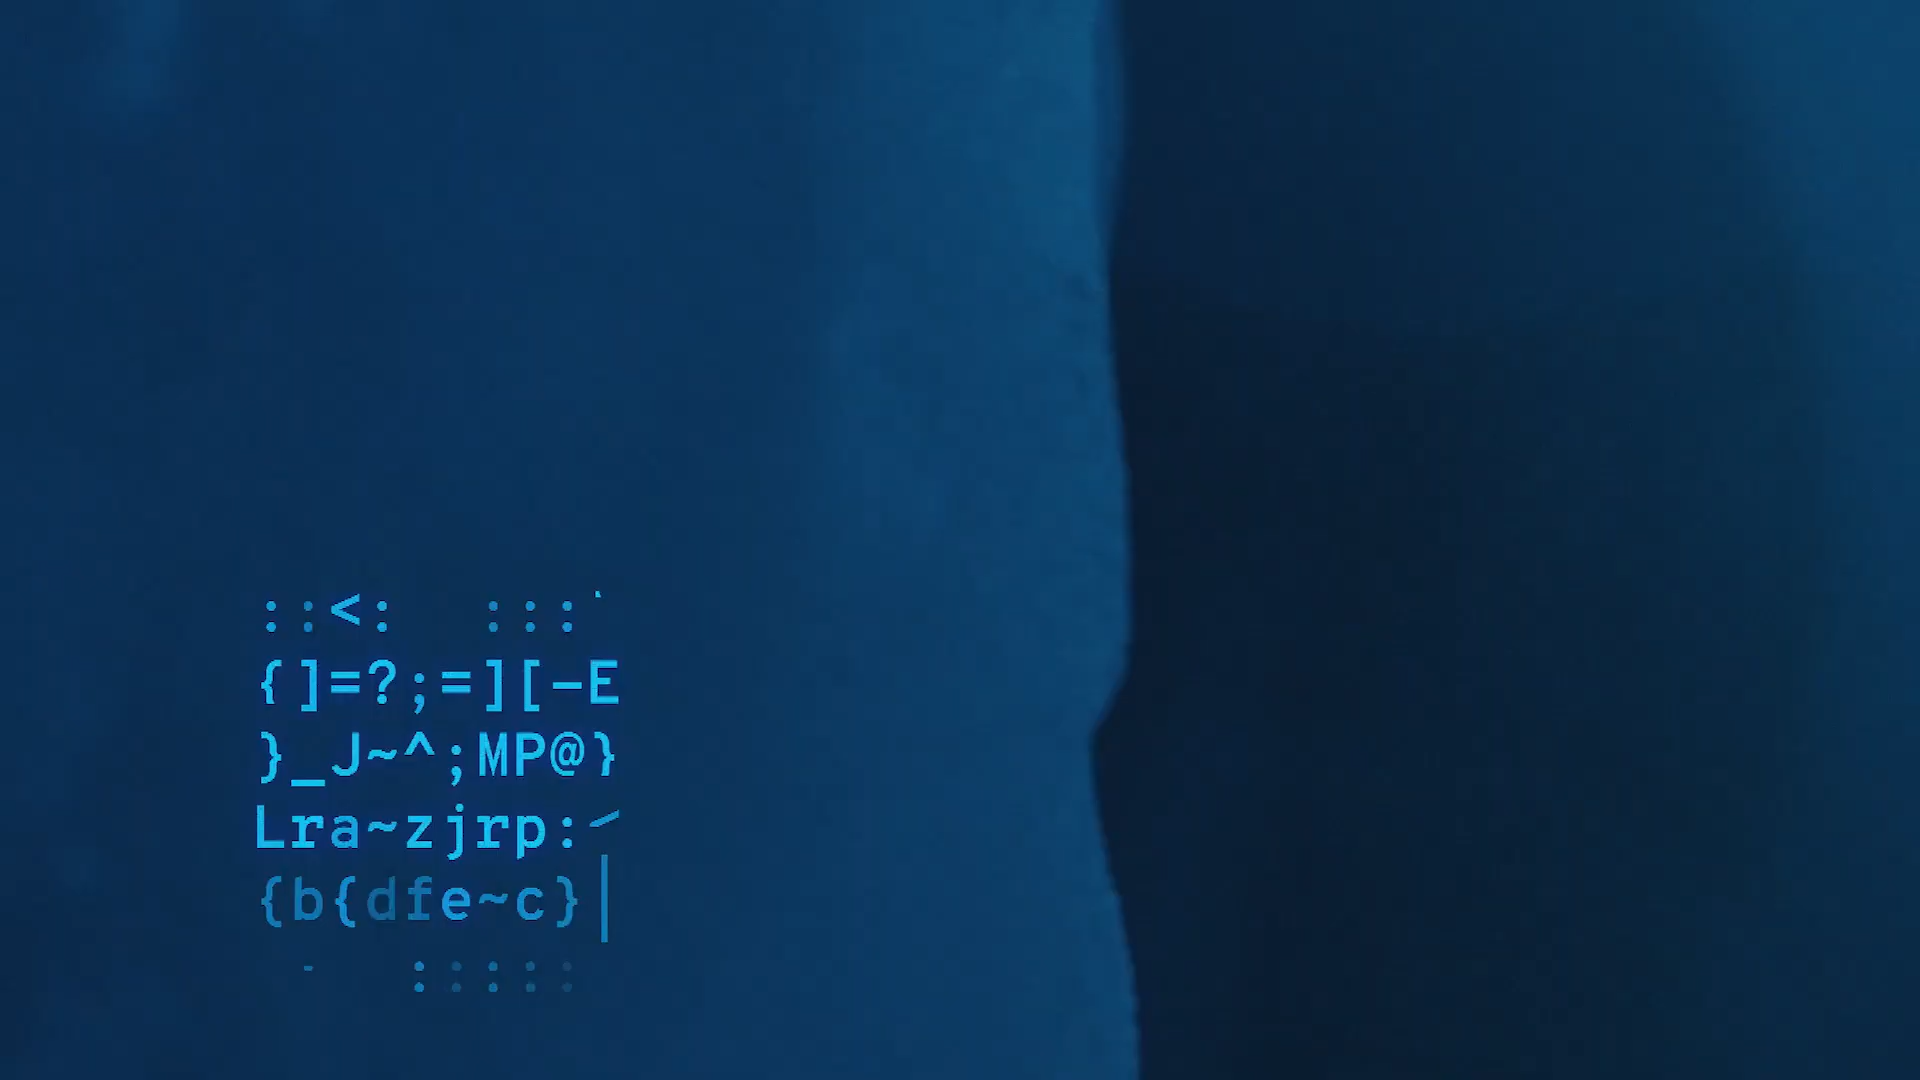 ::<:  :::`
{]=?;=][-E
}_J~^;MP@}
Lra~zjrp:
{b{dfe~c}|
-  :::::